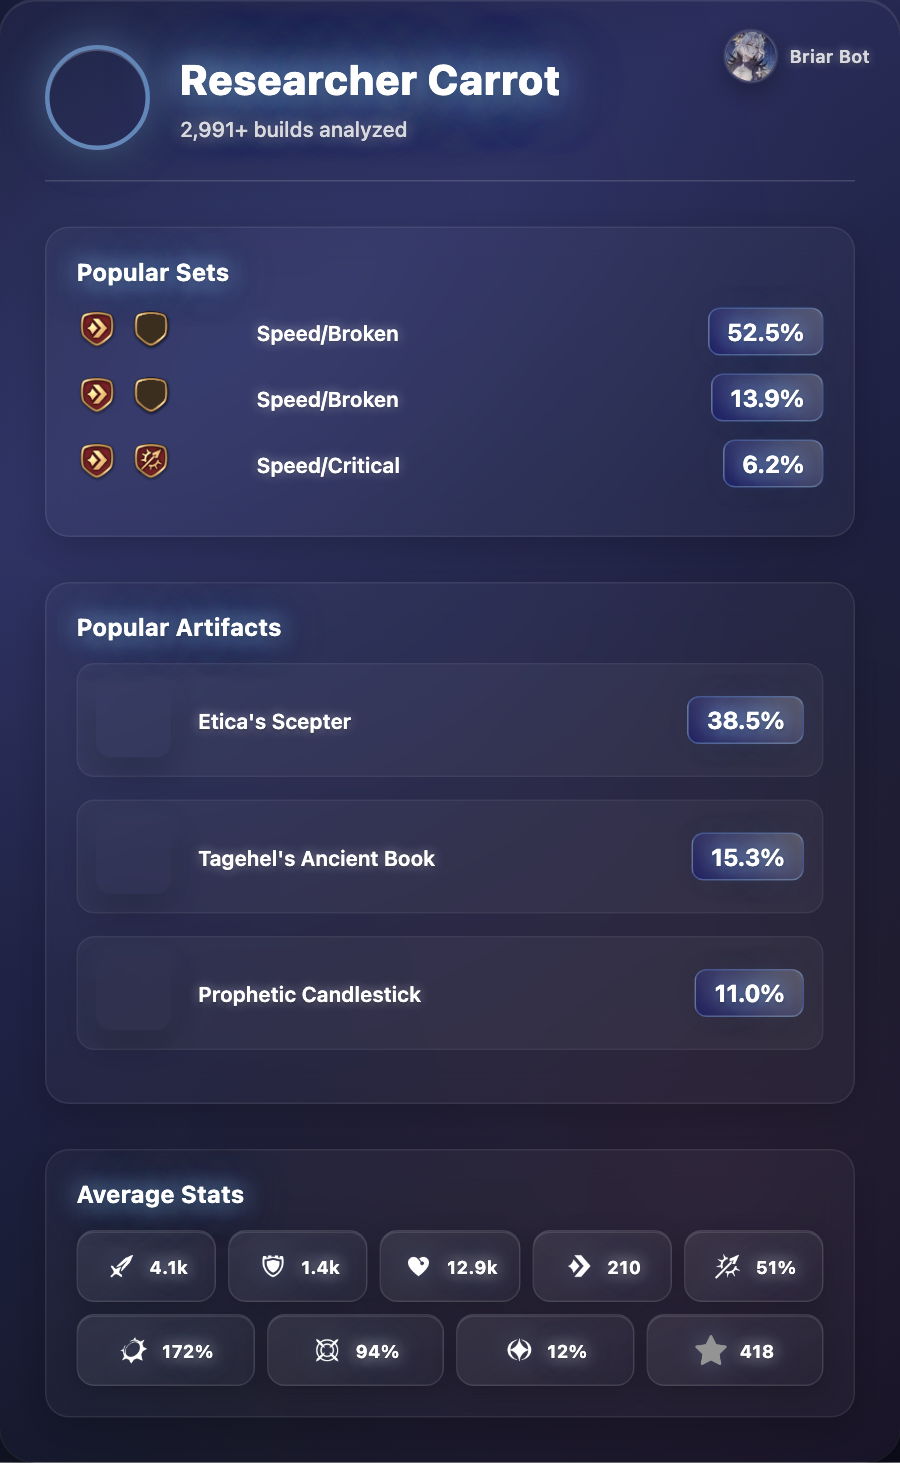 Researcher Carrot
2,991+ builds analyzed
Briar Bot
Popular Sets
Speed/Broken
52.5%
Speed/Broken
13.9%
Speed/Critical
6.2%
Popular Artifacts
Etica's Scepter
38.5%
Tagehel's Ancient Book
15.3%
Prophetic Candlestick
11.0%
Average Stats
4.1k
1.4k
12.9k
210
51%
172%
94%
12%
418